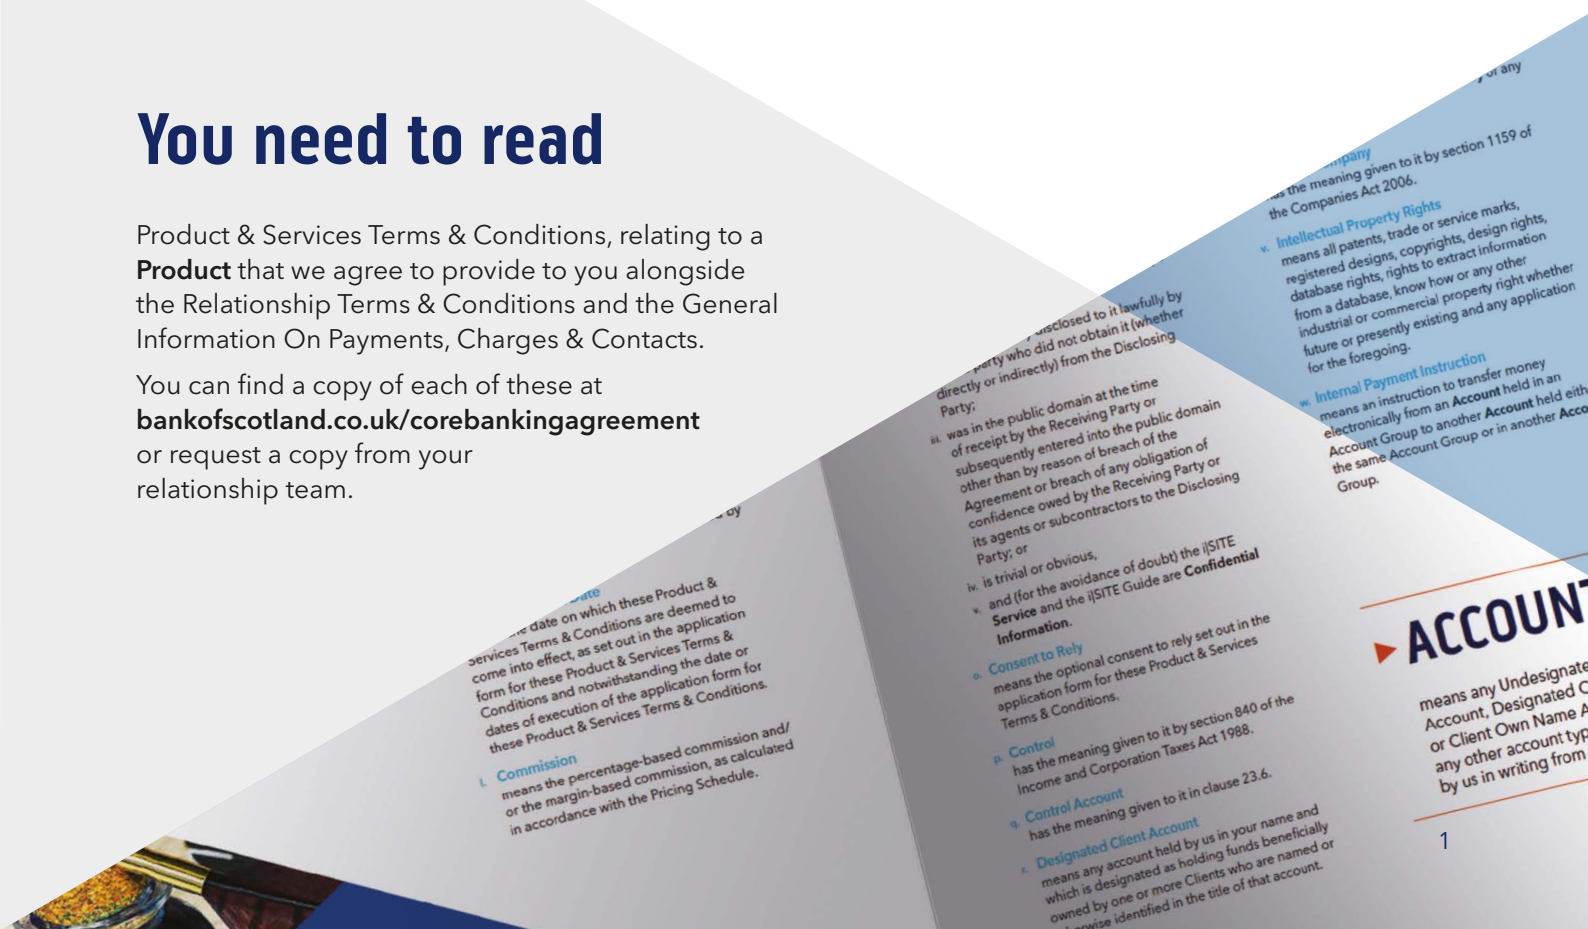 You need to read
Product & Services Terms & Conditions, relating to a
Product that we agree to provide to you alongside
the Relationship Terms & Conditions and the General
Information On Payments, Charges & Contacts.
You can find a copy of each of these at
bankofscotland.co.uk/corebankingagreement
or request a copy from your
relationship team.
by
Date
date on which these Product &
Services Terms & Conditions are deemed to
come into effect, as set out in the application
form for these Product & Services Terms &
Conditions and notwithstanding the date or
dates of execution of the application form for
these Product & Services Terms & Conditions.
l. Commission
means the percentage-based commission and/
or the margin-based commission, as calculated
in accordance with the Pricing Schedule.
disclosed to it lawfully by
party who did not obtain it (whether
directly or indirectly) from the Disclosing
Party;
iii. was in the public domain at the time
of receipt by the Receiving Party or
subsequently entered into the public domain
other than by reason of breach of the
Agreement or breach of any obligation of
confidence owed by the Receiving Party or
its agents or subcontractors to the Disclosing
Party; or
iv. is trivial or obvious,
v. and (for the avoidance of doubt) the i|SITE
Service and the i|SITE Guide are Confidential
Information.
o. Consent to Rely
means the optional consent to rely set out in the
application form for these Product & Services
Terms & Conditions.
p. Control
has the meaning given to it by section 840 of the
Income and Corporation Taxes Act 1988.
q. Control Account
has the meaning given to it in clause 23.6.
r. Designated Client Account
means any account held by us in your name and
which is designated as holding funds beneficially
owned by one or more Clients who are named or
otherwise identified in the title of that account.
or any
has the meaning given to it by section 1159 of
the Companies Act 2006.
v. Intellectual Property Rights
means all patents, trade or service marks,
registered designs, copyrights, design rights,
database rights, rights to extract information
from a database, know how or any other
industrial or commercial property right whether
future or presently existing and any application
for the foregoing.
w. Internal Payment Instruction
means an instruction to transfer money
electronically from an Account held in an
Account Group to another Account held
the same Account Group or in another
Group.
ACCOUNT
means any
Account, Designated
or Client Own Name
any other account
by us in writing from
1